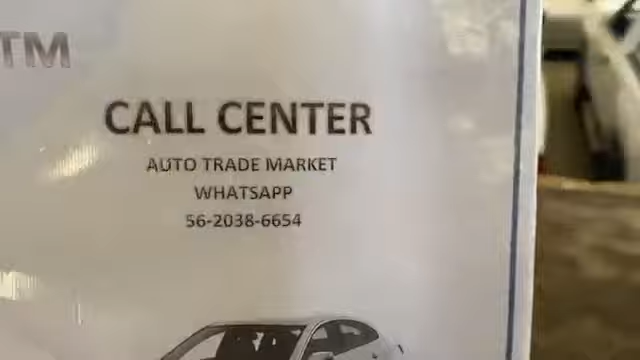 TM
CALL CENTER
AUTO TRADE MARKET
WHATSAPP
56-2038-6654